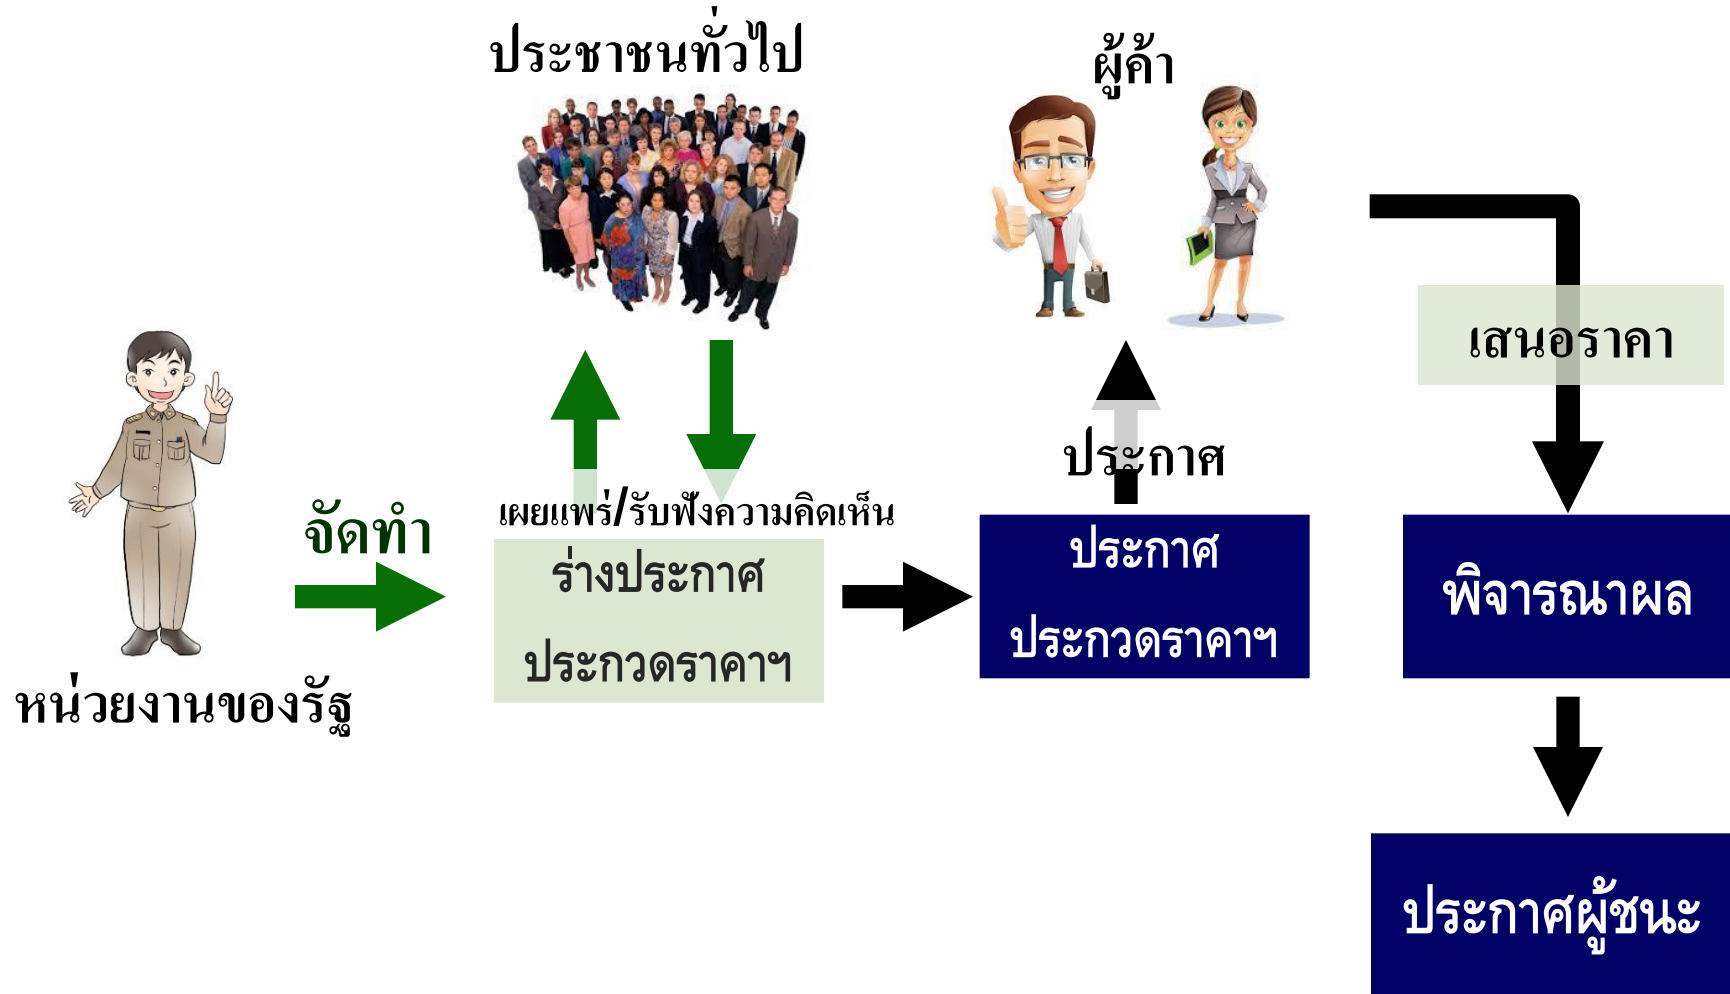 ประชาชนทั่วไป
ผู้ค้า
เสนอราคา
ประกาศ
จัดทำ
เผยแพร่/รับฟังความคิดเห็น
ร่างประกาศ
ประกวดราคาฯ
ประกาศ
ประกวดราคาฯ
พิจารณาผล
หน่วยงานของรัฐ
ประกาศผู้ชนะ